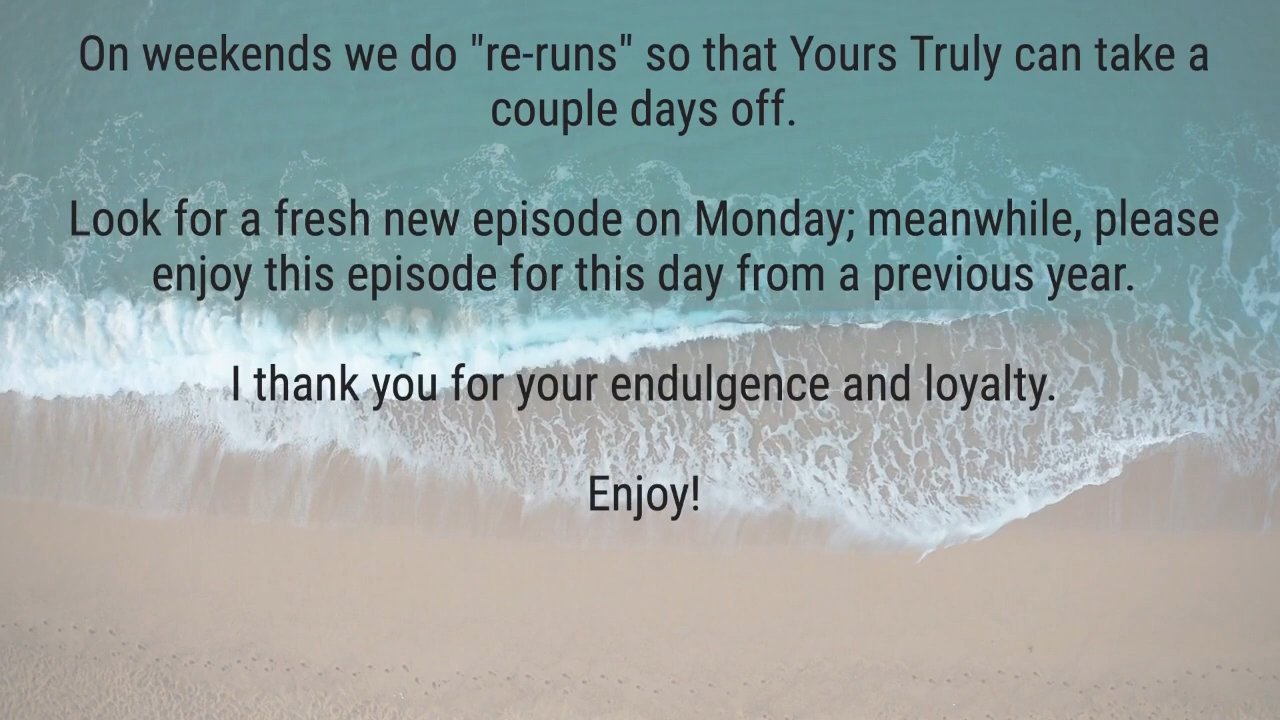 On weekends we do "re-runs" so that Yours Truly can take a
couple days off.
Look for a fresh new episode on Monday; meanwhile, please
enjoy this episode for this day from a previous year.
I thank you for your endulgence and loyalty.
Enjoy!